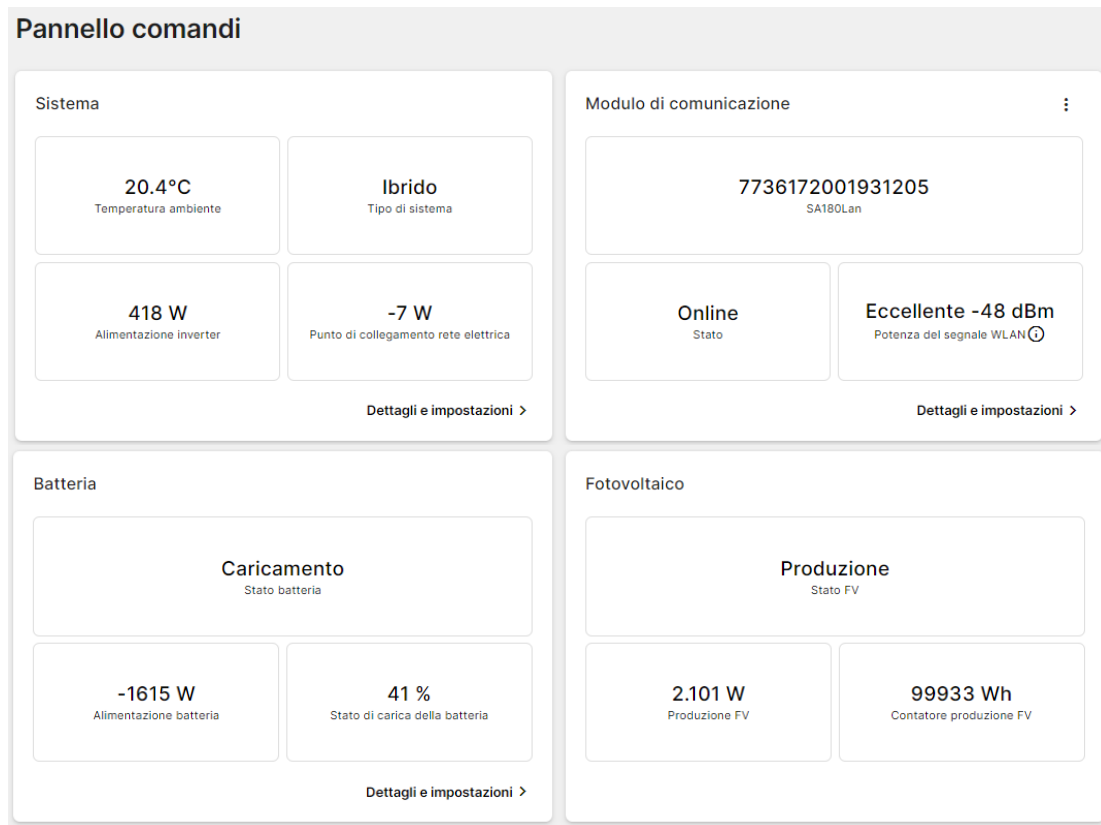 Pannello comandi
Sistema
20.4°C
Temperatura ambiente
Ibrido
Tipo di sistema
418 W
Alimentazione inverter
-7 W
Punto di collegamento rete elettrica
Dettagli e impostazioni >
Modulo di comunicazione
7736172001931205
SA180Lan
Online
Stato
Eccellente -48 dBm
Potenza del segnale WLAN
Dettagli e impostazioni >
Batteria
Caricamento
Stato batteria
-1615 W
Alimentazione batteria
41 %
Stato di carica della batteria
Dettagli e impostazioni >
Fotovoltaico
Produzione
Stato FV
2.101 W
Produzione FV
99933 Wh
Contatore produzione FV